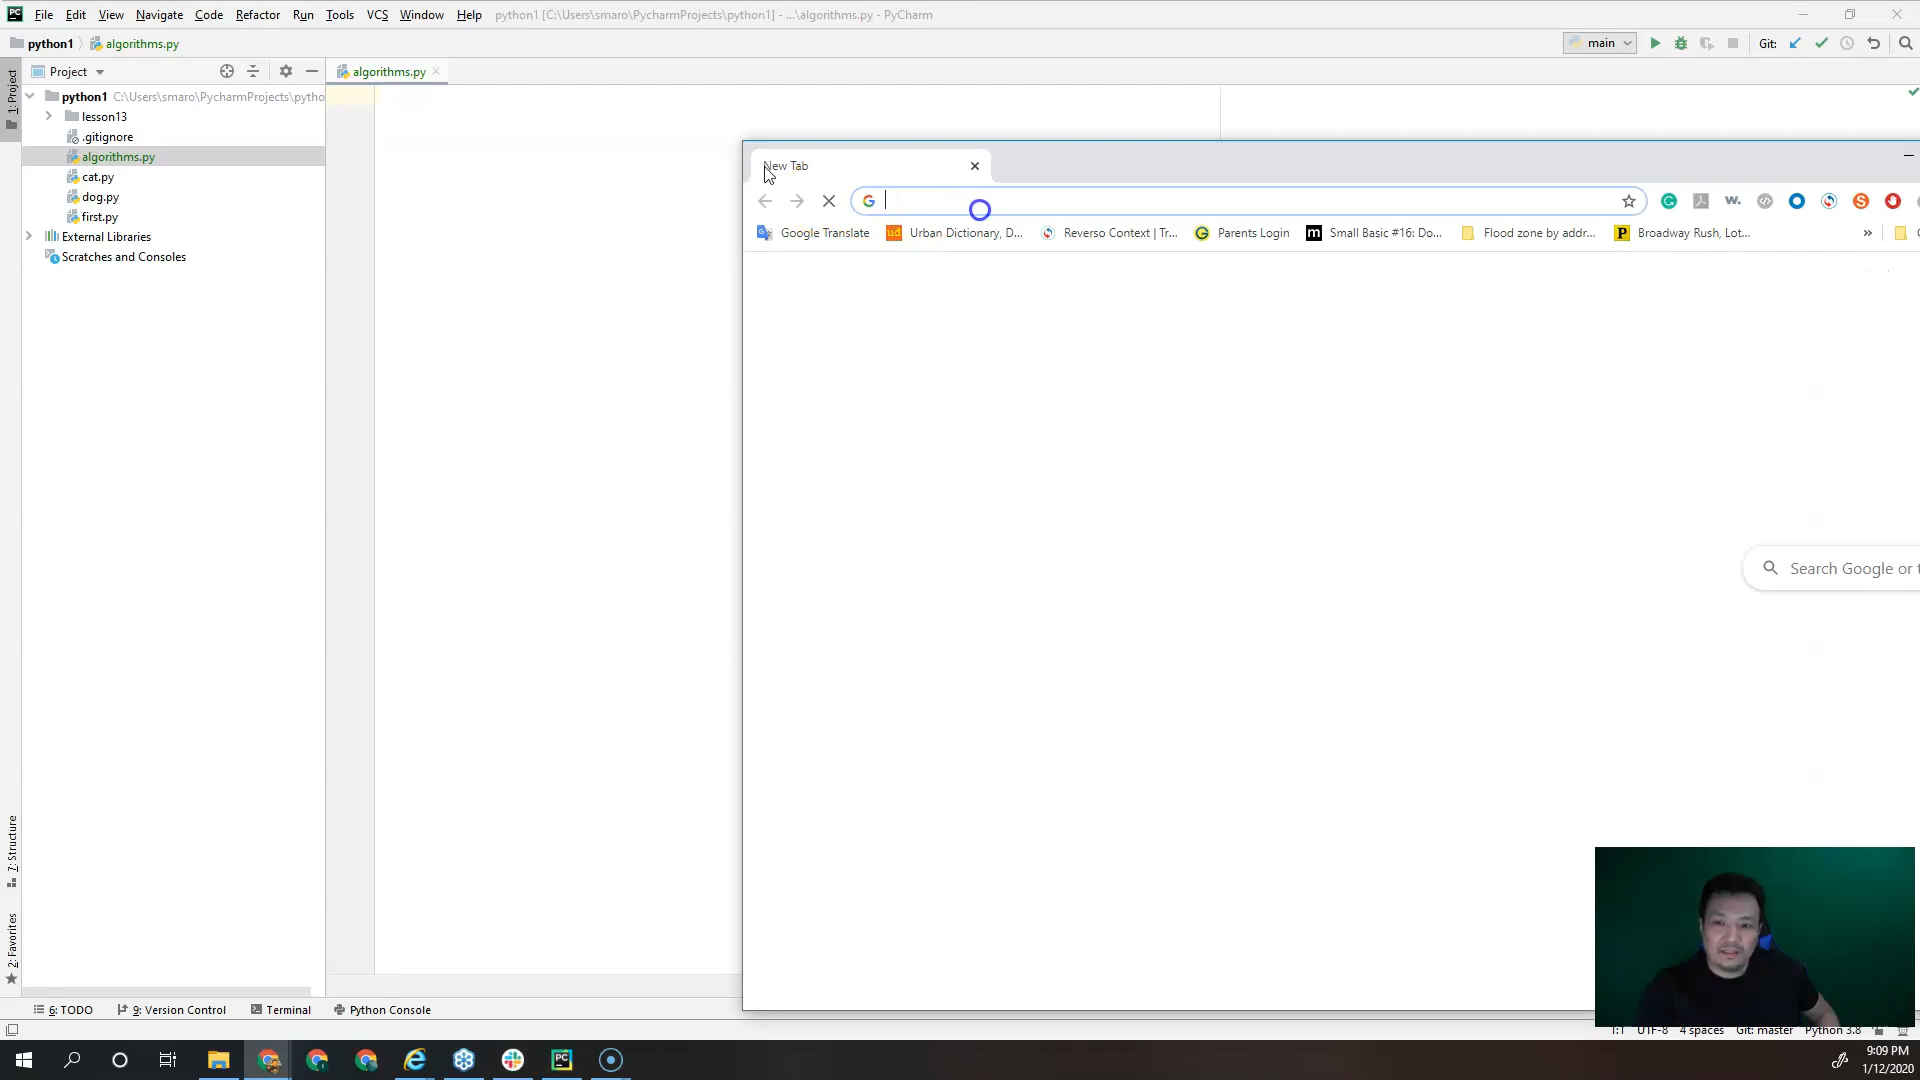 PC File Edit View Navigate Code Refactor Run Tools VCS Window Help python1 [C:\Users\smaro\PycharmProjects\python1] - ...\algorithms.py - PyCharm
python1 algorithms.py main Git:
Project algorithms.py
1: Project
python1 C:\Users\smaro\PycharmProjects\pytho
lesson13
.gitignore
algorithms.py
cat.py
dog.py
first.py
External Libraries
Scratches and Consoles
New Tab
G
Google Translate ud Urban Dictionary, D... Reverso Context | Tr... Parents Login m Small Basic #16: Do... Flood zone by addr... P Broadway Rush, Lot... »
Search Google or t
7: Structure
2: Favorites
6: TODO 9: Version Control Terminal Python Console
1:1 UTF-8 4 spaces Git: master Python 3.8
PC
9:09 PM
1/12/2020